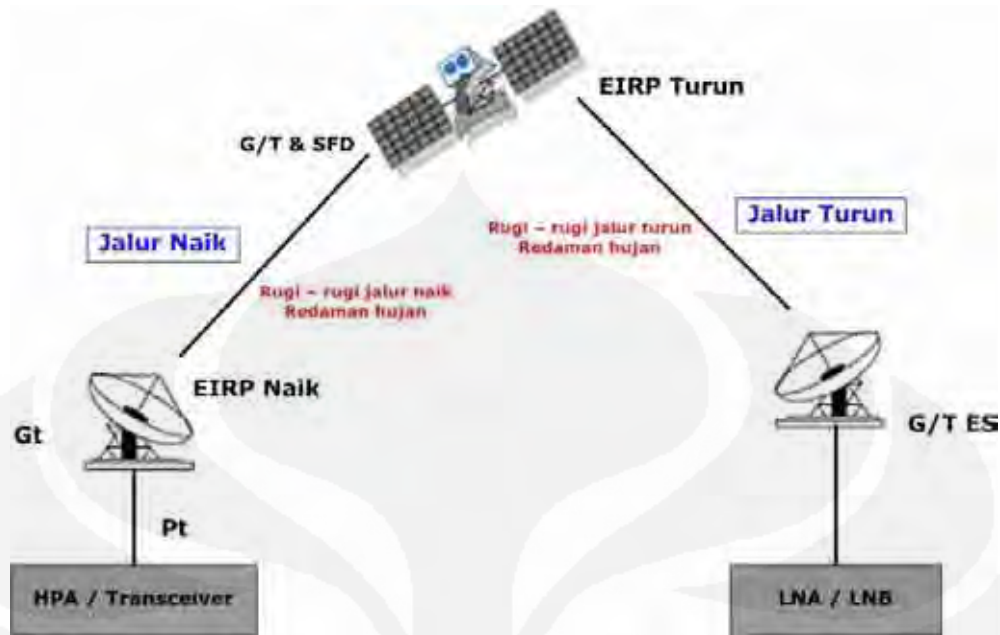 EIRP Turun
G/T & SFD
Jalur Naik
Jalur Turun
Rugi – rugi jalur turun
Redaman hujan
Rugi – rugi jalur naik
Redaman hujan
EIRP Naik
Gt
G/T ES
Pt
HPA / Transceiver
LNA / LNB